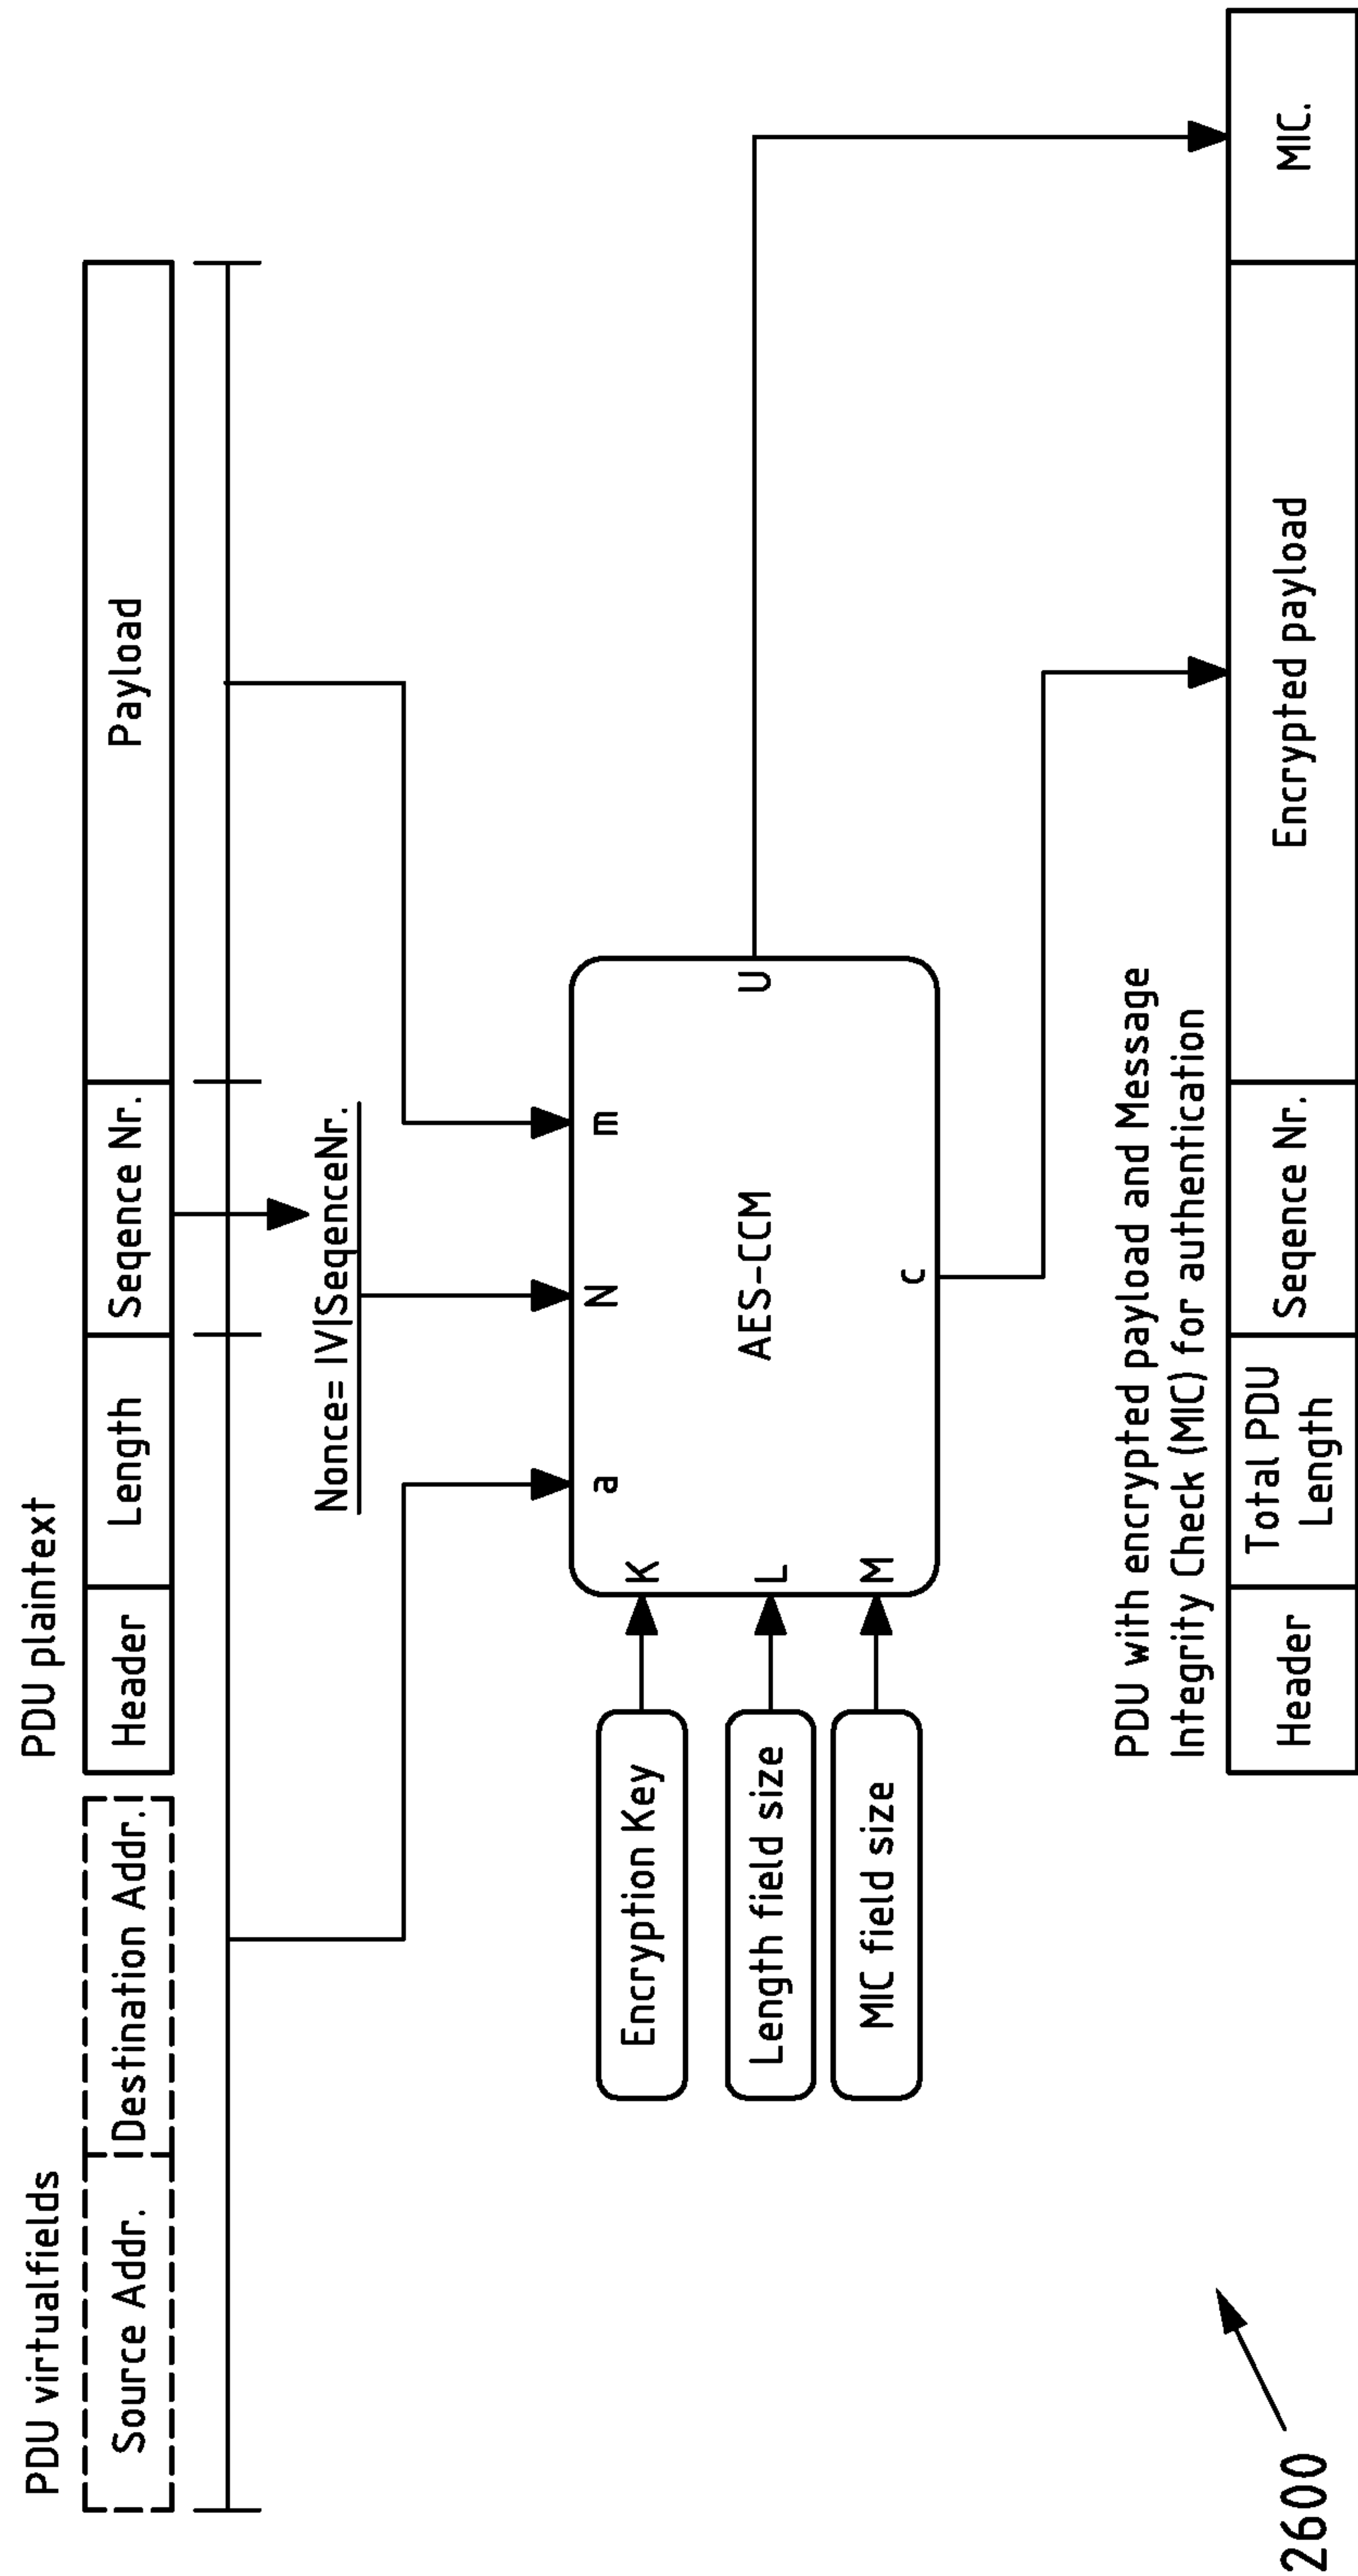 PDU virtualfields
PDU plaintext
Source Addr.
Destination Addr.
Header
Length
Seqence Nr.
Payload
Nonce= IV|SeqenceNr.
a
N
m
Encryption Key
K
Length field size
L
AES-CCM
U
MIC field size
M
c
PDU with encrypted payload and Message
Integrity Check (MIC) for authentication
Header
Total PDU
Length
Seqence Nr.
Encrypted payload
MIC.
2600